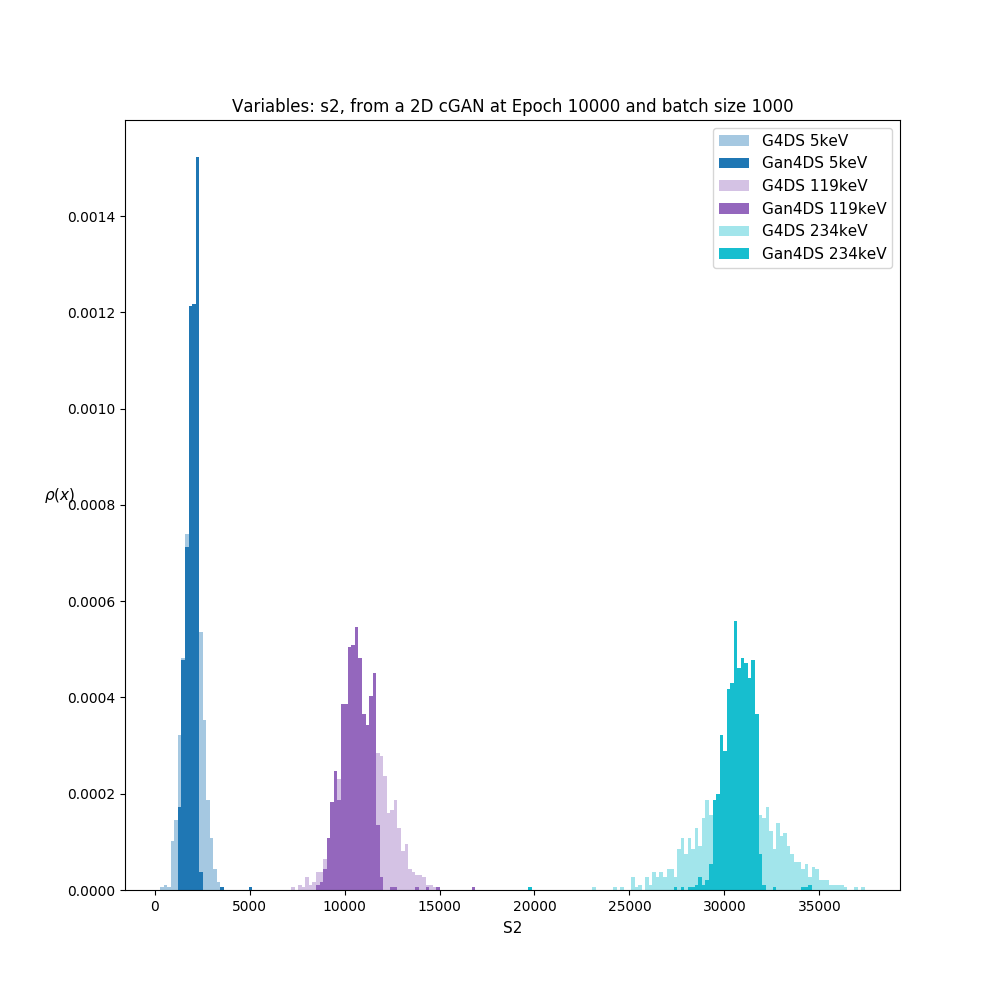 Variables: s2, from a 2D cGAN at Epoch 10000 and batch size 1000
G4DS 5keV
Gan4DS 5keV
G4DS 119keV
Gan4DS 119keV
G4DS 234keV
Gan4DS 234keV
0.0014
0.0012
0.0010
0.0008
0.0006
0.0004
0.0002
0.0000
ρ(x)
0 5000 10000 15000 20000 25000 30000 35000
S2